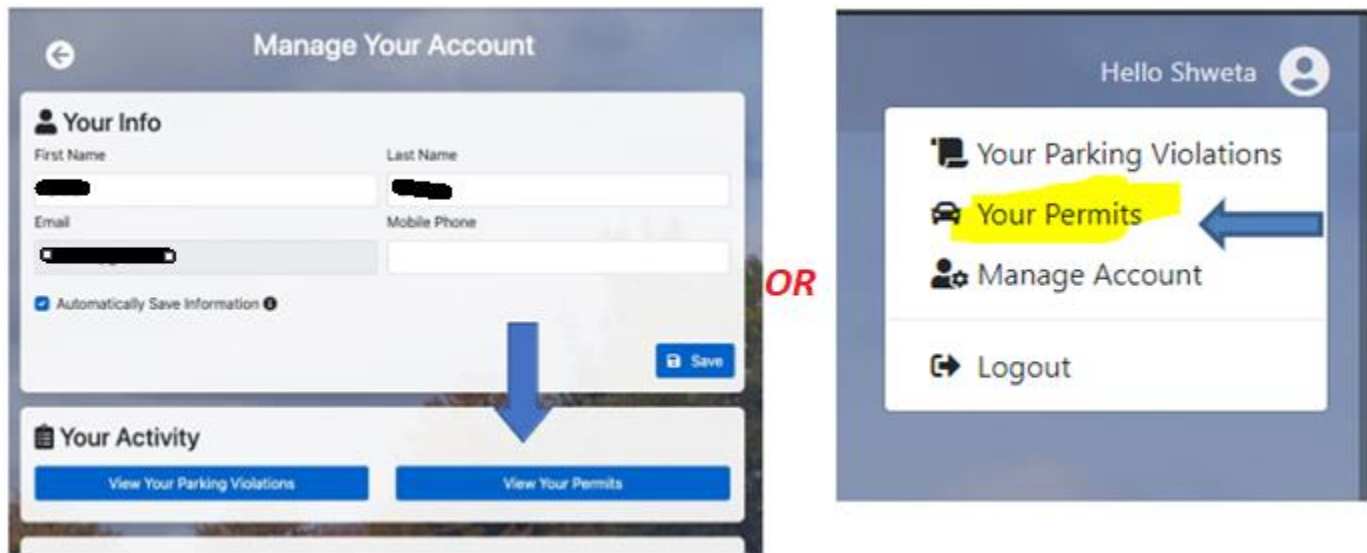 Manage Your Account
Your Info
First Name Last Name
Email Mobile Phone
Automatically Save Information
Save
Your Activity
View Your Parking Violations View Your Permits
OR
Hello Shweta
Your Parking Violations
Your Permits
Manage Account
Logout